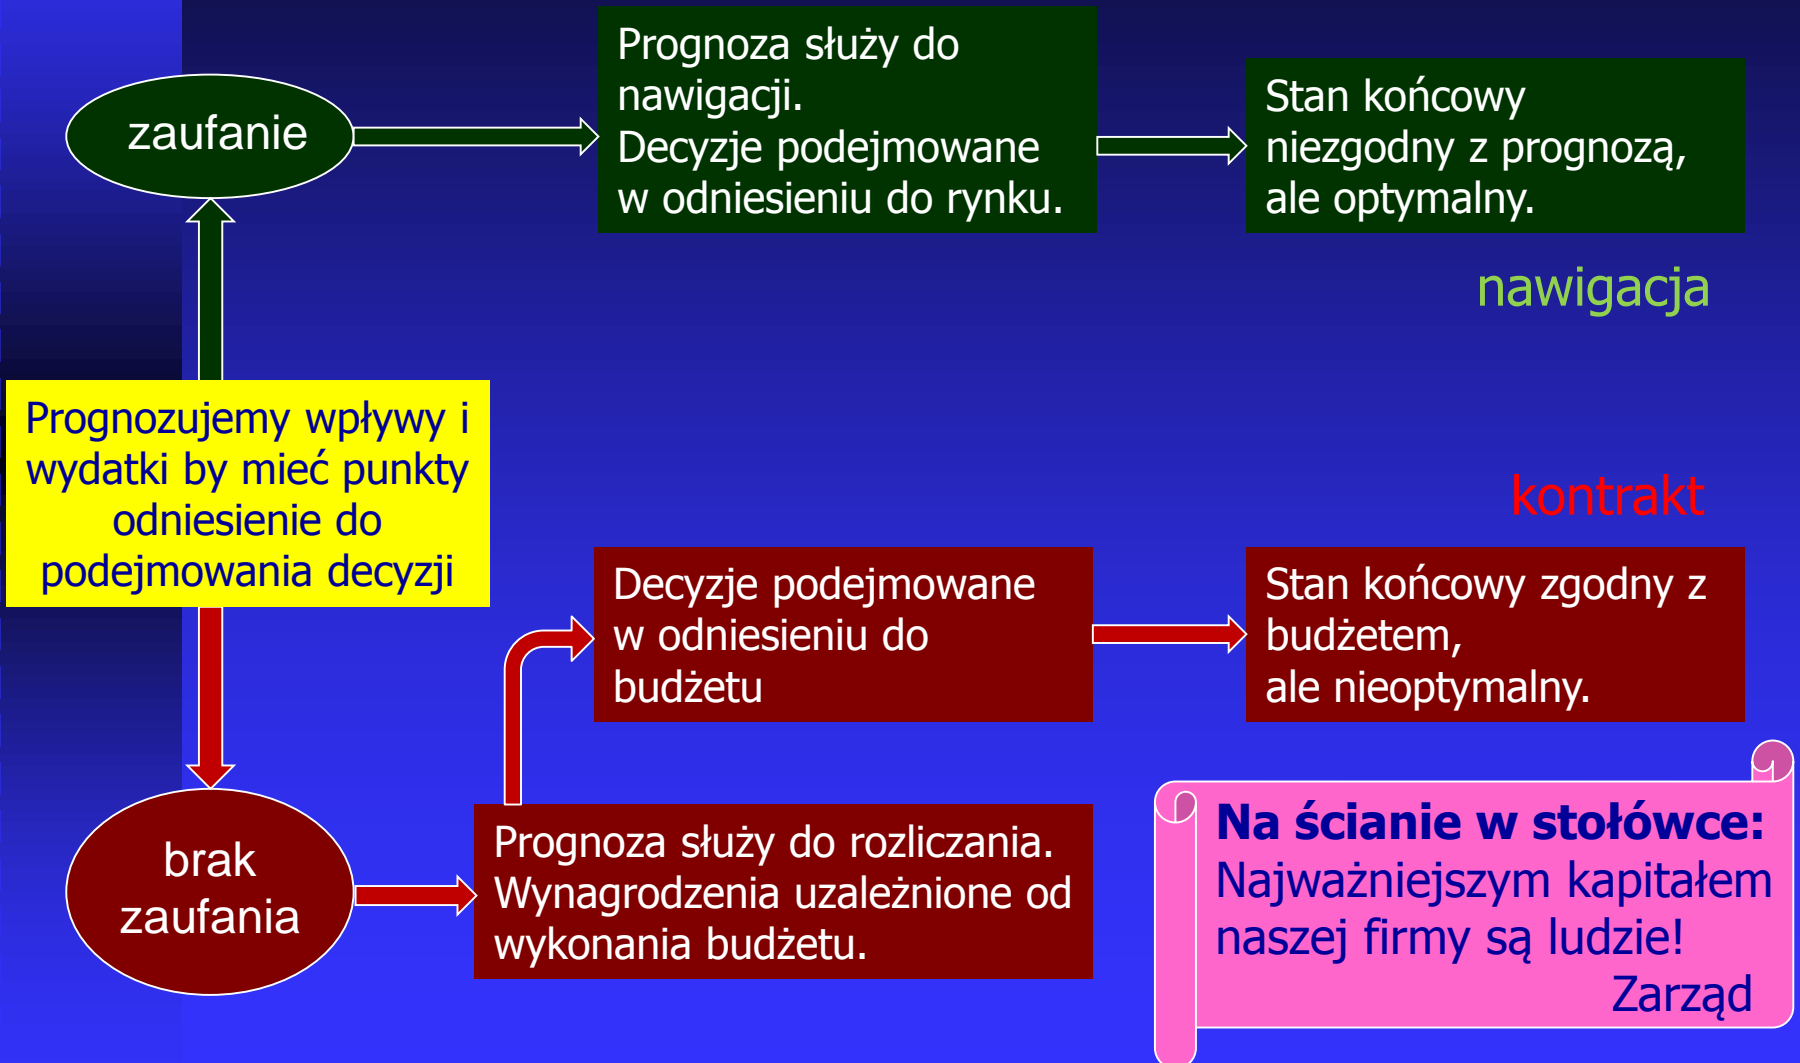 zaufanie
Prognoza służy do
nawigacji.
Decyzje podejmowane
w odniesieniu do rynku.
Stan końcowy
niezgodny z prognozą,
ale optymalny.
nawigacja
Prognozujemy wpływy i
wydatki by mieć punkty
odniesienie do
podejmowania decyzji
kontrakt
Decyzje podejmowane
w odniesieniu do
budżetu
Stan końcowy zgodny z
budżetem,
ale nieoptymalny.
brak
zaufania
Prognoza służy do rozliczania.
Wynagrodzenia uzależnione od
wykonania budżetu.
Na ścianie w stołówce:
Najważniejszym kapitałem
naszej firmy są ludzie!
Zarząd